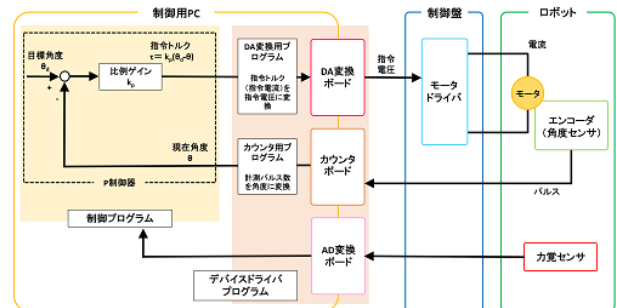 制御用PC
制御盤
ロボット
目標角度
θd
+
-
比例ゲイン
kp
指令トルク
τ= kp(θd-θ)
DA変換用プ
ログラム
指令トルク
(指令電流)を
指令電圧に変
換
DA変換
ボード
指令
電圧
モータ
ドライバ
電流
モータ
エンコーダ
(角度センサ)
現在角度
θ
カウンタ用プ
ログラム
計測パルス数
を角度に変換
カウンタ
ボード
パルス
P制御器
制御プログラム
AD変換
ボード
力覚センサ
デバイスドライバ
プログラム